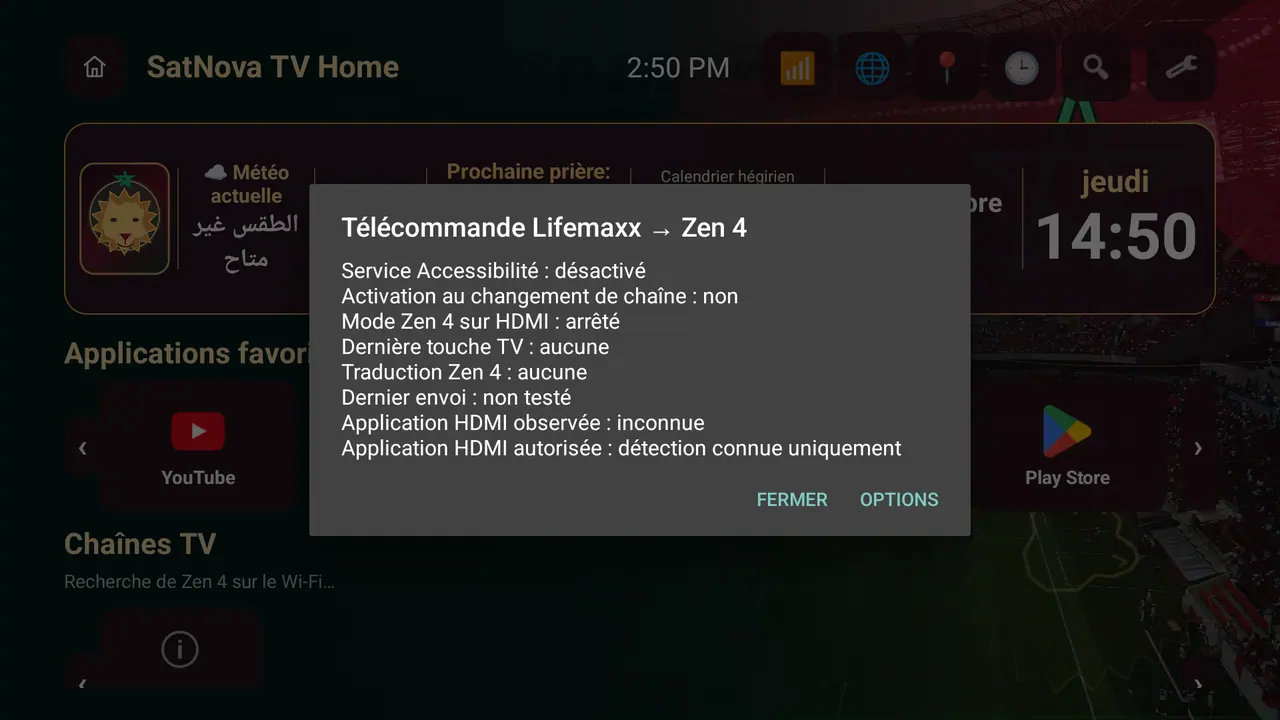 SatNova TV Home
2:50 PM
☁ Météo
actuelle
الطقس غير
متاح
Prochaine prière:
Calendrier hégirien
bre
jeudi
14:50
Télécommande Lifemaxx → Zen 4
Service Accessibilité : désactivé
Activation au changement de chaîne : non
Mode Zen 4 sur HDMI : arrêté
Dernière touche TV : aucune
Traduction Zen 4 : aucune
Dernier envoi : non testé
Application HDMI observée : inconnue
Application HDMI autorisée : détection connue uniquement
FERMER
OPTIONS
Applications favori
YouTube
Play Store
Chaînes TV
Recherche de Zen 4 sur le Wi-Fi…